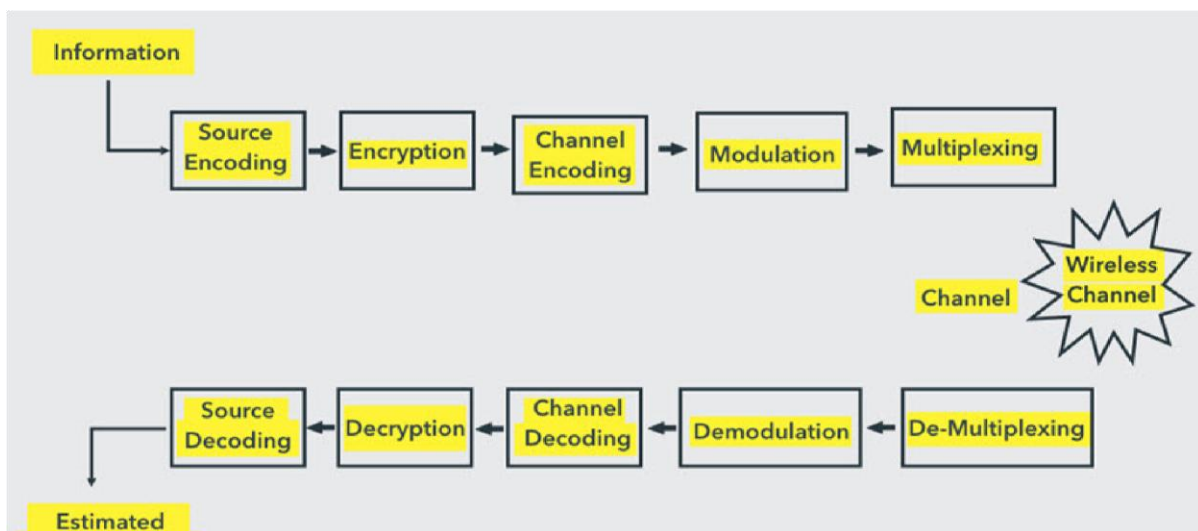 Information
Source
Encoding
Encryption
Channel
Encoding
Modulation
Multiplexing
Wireless
Channel
Channel
Source
Decoding
Decryption
Channel
Decoding
Demodulation
De-Multiplexing
Estimated